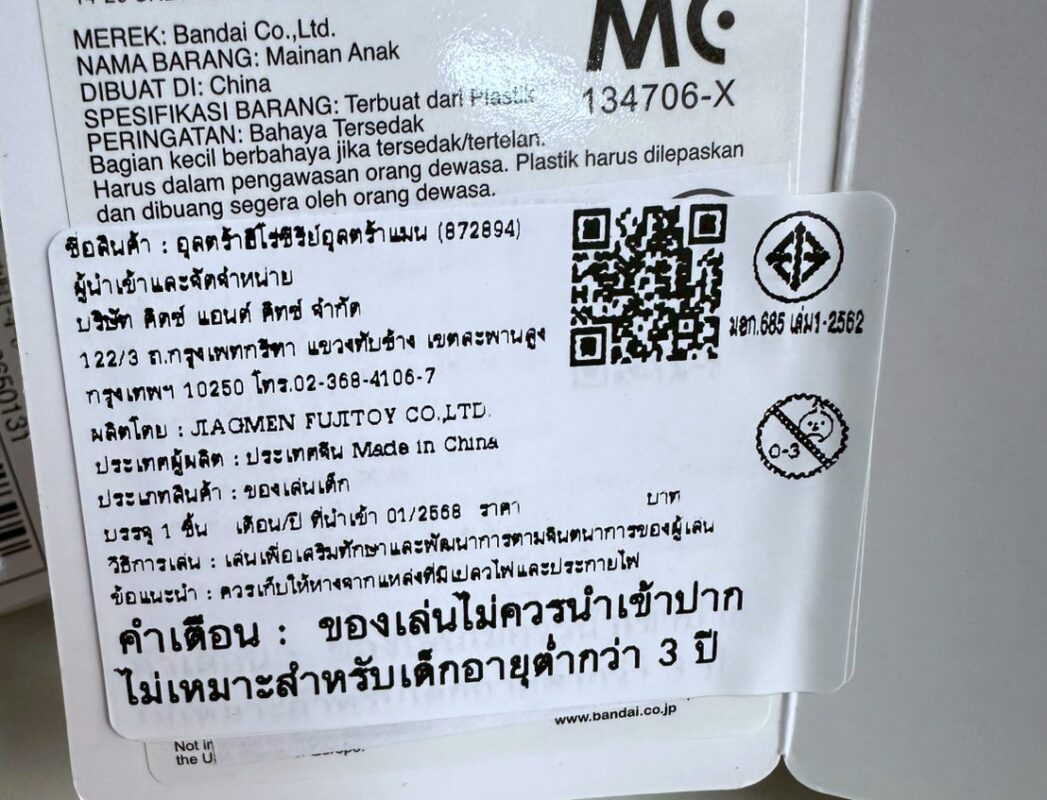 MEREK: Bandai Co.,Ltd.
NAMA BARANG: Mainan Anak
DIBUAT DI: China
SPESIFIKASI BARANG: Terbuat dari Plastik
PERINGATAN: Bahaya Tersedak
Bagian kecil berbahaya jika tersedak/tertelan.
Harus dalam pengawasan orang dewasa. Plastik harus dilepaskan
dan dibuang segera oleh orang dewasa.
MC
134706-X
ชื่อสินค้า : อุลตร้าฮีโร่ซีรีย์อุลตร้าแมน (872894)
ผู้นำเข้าและจัดจำหน่าย
บริษัท คิดซ์ แอนด์ คิทซ์ จำกัด
122/3 ถ.กรุงเทพกรีฑา แขวงทับช้าง เขตสะพานสูง
กรุงเทพฯ 10250 โทร.02-368-4106-7
ผลิตโดย : JIAOMEN FUJITOY CO.,LTD.
ประเทศผู้ผลิต : ประเทศจีน Made in China
ประเภทสินค้า : ของเล่นเด็ก
บรรจุ 1 ชิ้น เดือน/ปี ที่นำเข้า 01/2568 ราคา บาท
วิธีการเล่น : เล่นเพื่อเสริมทักษาและพัฒนาการตามจินตนาการของผู้เล่น
ข้อแนะนำ : ควรเก็บให้ห่างจากแหล่งที่มีเปลวไฟและประกายไฟ
คำเตือน : ของเล่นไม่ควรนำเข้าปาก
ไม่เหมาะสำหรับเด็กอายุต่ำกว่า 3 ปี
มอก.685 เล่ม1-2562
0-3
www.bandai.co.jp
Not in
the U